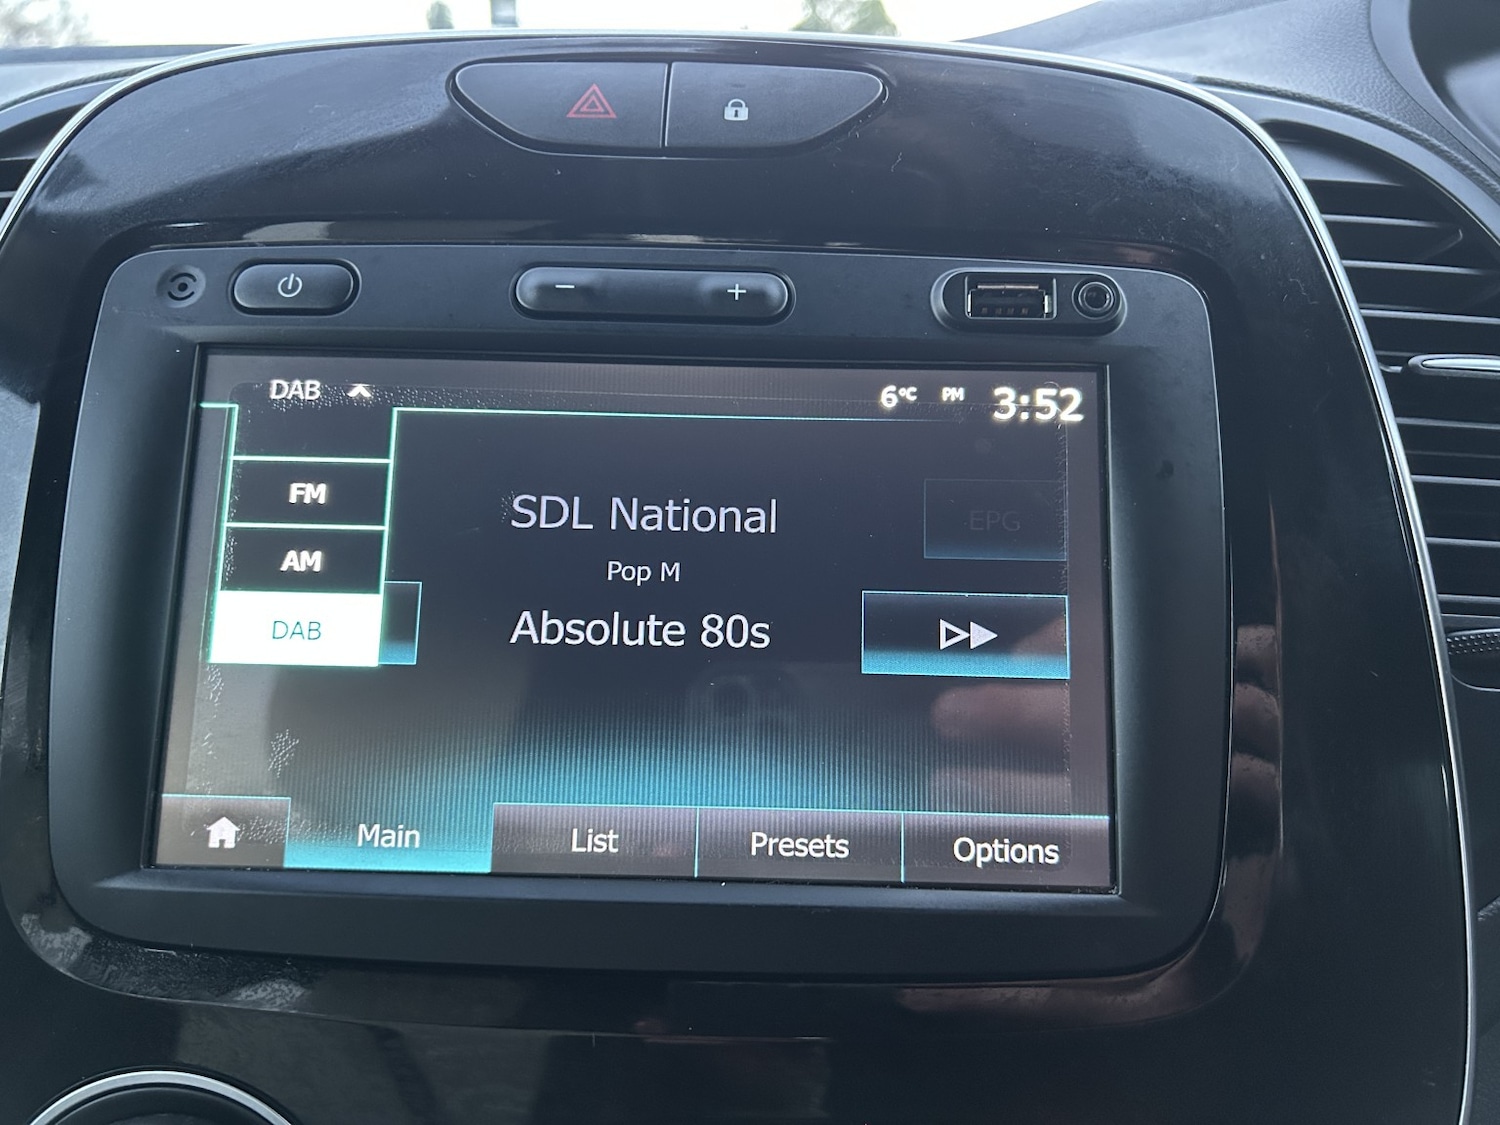 DAB
6°C PM 3:52
FM
AM
DAB
SDL National
Pop M
Absolute 80s
EPG
Main
List
Presets
Options